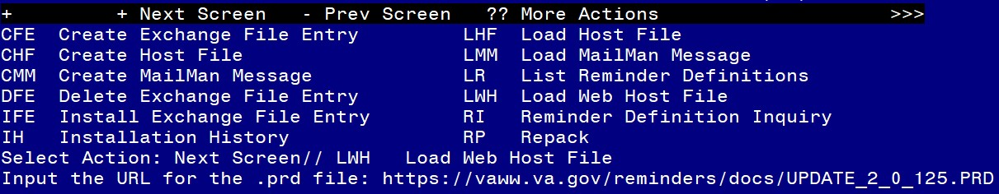 + + Next Screen - Prev Screen ?? More Actions >>>
CFE Create Exchange File Entry LHF Load Host File
CHF Create Host File LMM Load MailMan Message
CMM Create MailMan Message LR List Reminder Definitions
DFE Delete Exchange File Entry LWH Load Web Host File
IFE Install Exchange File Entry RI Reminder Definition Inquiry
IH Installation History RP Repack
Select Action: Next Screen// LWH Load Web Host File
Input the URL for the .prd file: https://vaww.va.gov/reminders/docs/UPDATE_2_0_125.PRD